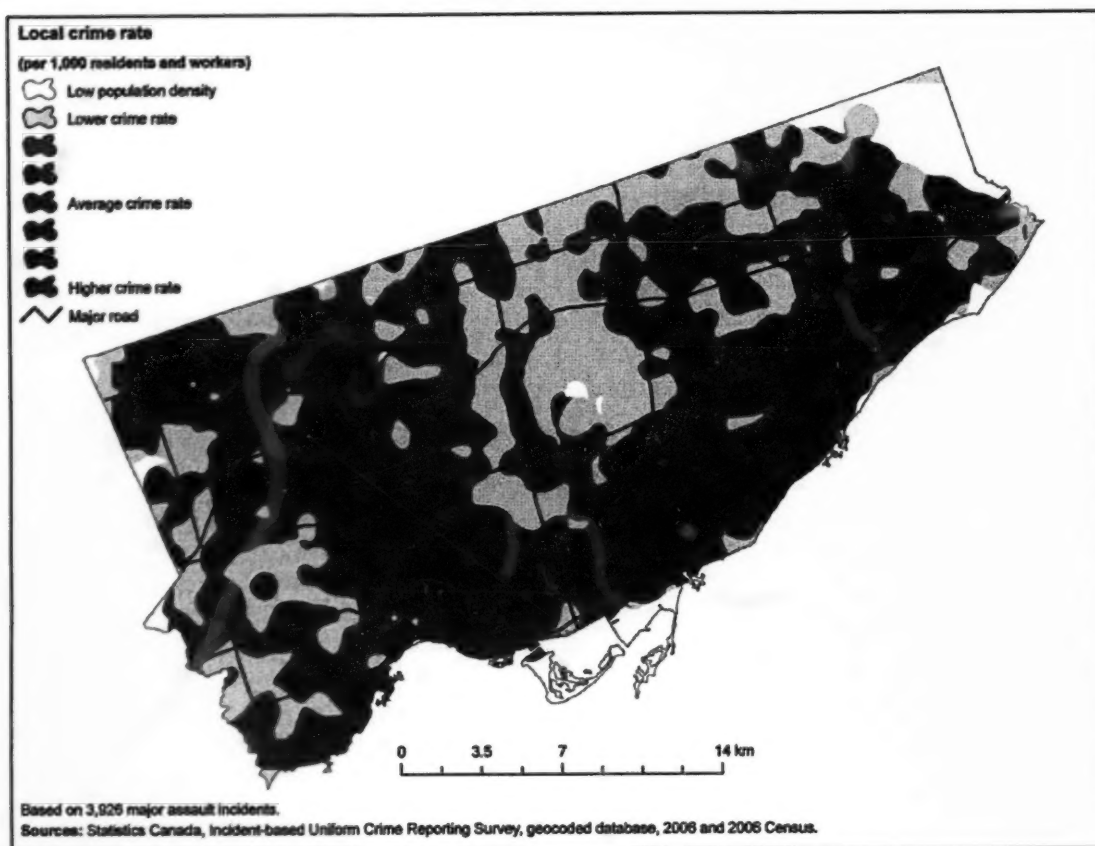 Local crime rate
(per 1,000 residents and workers)
Low population density
Lower crime rate
Average crime rate
Higher crime rate
Major road
0 3.5 7 14 km
Based on 3,926 major assault incidents.
Sources: Statistics Canada, Incident-based Uniform Crime Reporting Survey, geocoded database, 2006 and 2006 Census.